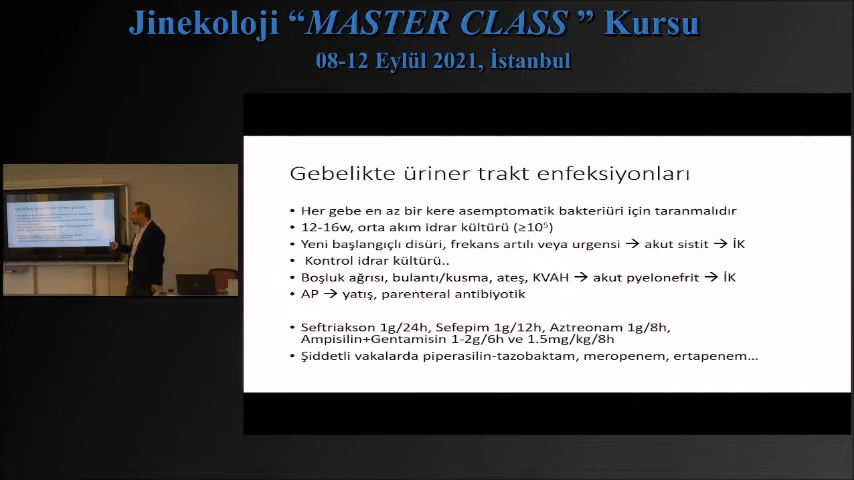 Jinekoloji “MASTER CLASS ” Kursu
08-12 Eylül 2021, İstanbul
Gebelikte üriner trakt enfeksiyonları
• Her gebe en az bir kere asemptomatik bakteriüri için taranmalıdır
• 12-16w, orta akım idrar kültürü (≥10⁵)
• Yeni başlangıçlı disüri, frekans artılı veya urgensi → akut sistit → İK
• Kontrol idrar kültürü..
• Boşluk ağrısı, bulantı/kusma, ateş, KVAH → akut pyelonefrit → İK
• AP → yatış, parenteral antibiyotik
• Seftriakson 1g/24h, Sefepim 1g/12h, Aztreonam 1g/8h,
Ampisilin+Gentamisin 1-2g/6h ve 1.5mg/kg/8h
• Şiddetli vakalarda piperasilin-tazobaktam, meropenem, ertapenem...